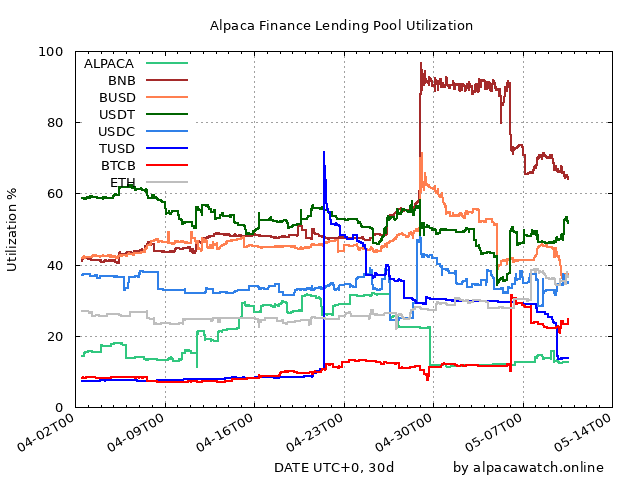 Alpaca Finance Lending Pool Utilization
100
80
60
40
20
0
Utilization %
ALPACA
BNB
BUSD
USDT
USDC
TUSD
BTCB
ETH
04-02T00
04-09T00
04-16T00
04-23T00
04-30T00
05-07T00
05-14T00
DATE UTC+0, 30d
by alpacawatch.online